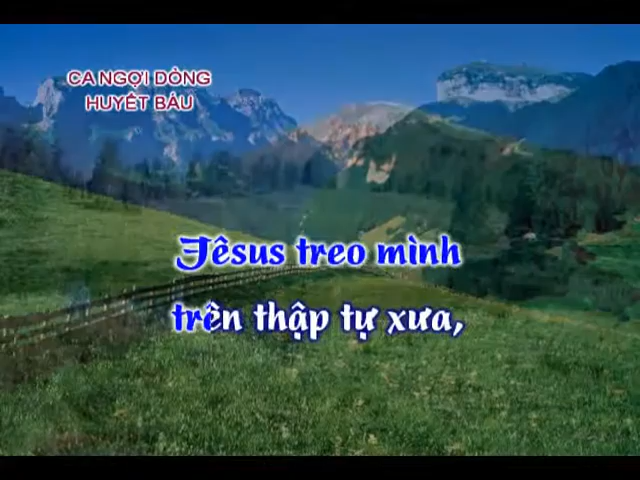 CA NGỢI DÒNG
HUYẾT BÁU
Jêsus treo mình
trên thập tự xưa,